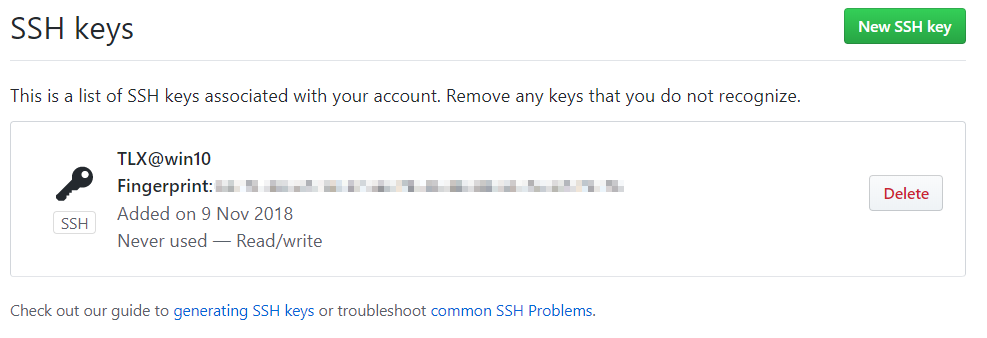 SSH keys
New SSH key
This is a list of SSH keys associated with your account. Remove any keys that you do not recognize.
TLX@win10
Fingerprint:
SSH
Added on 9 Nov 2018
Never used — Read/write
Delete
Check out our guide to generating SSH keys or troubleshoot common SSH Problems.